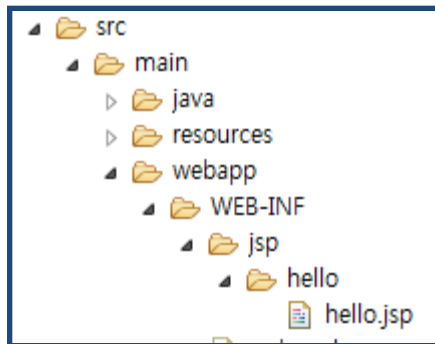 src
main
java
resources
webapp
WEB-INF
jsp
hello
hello.jsp